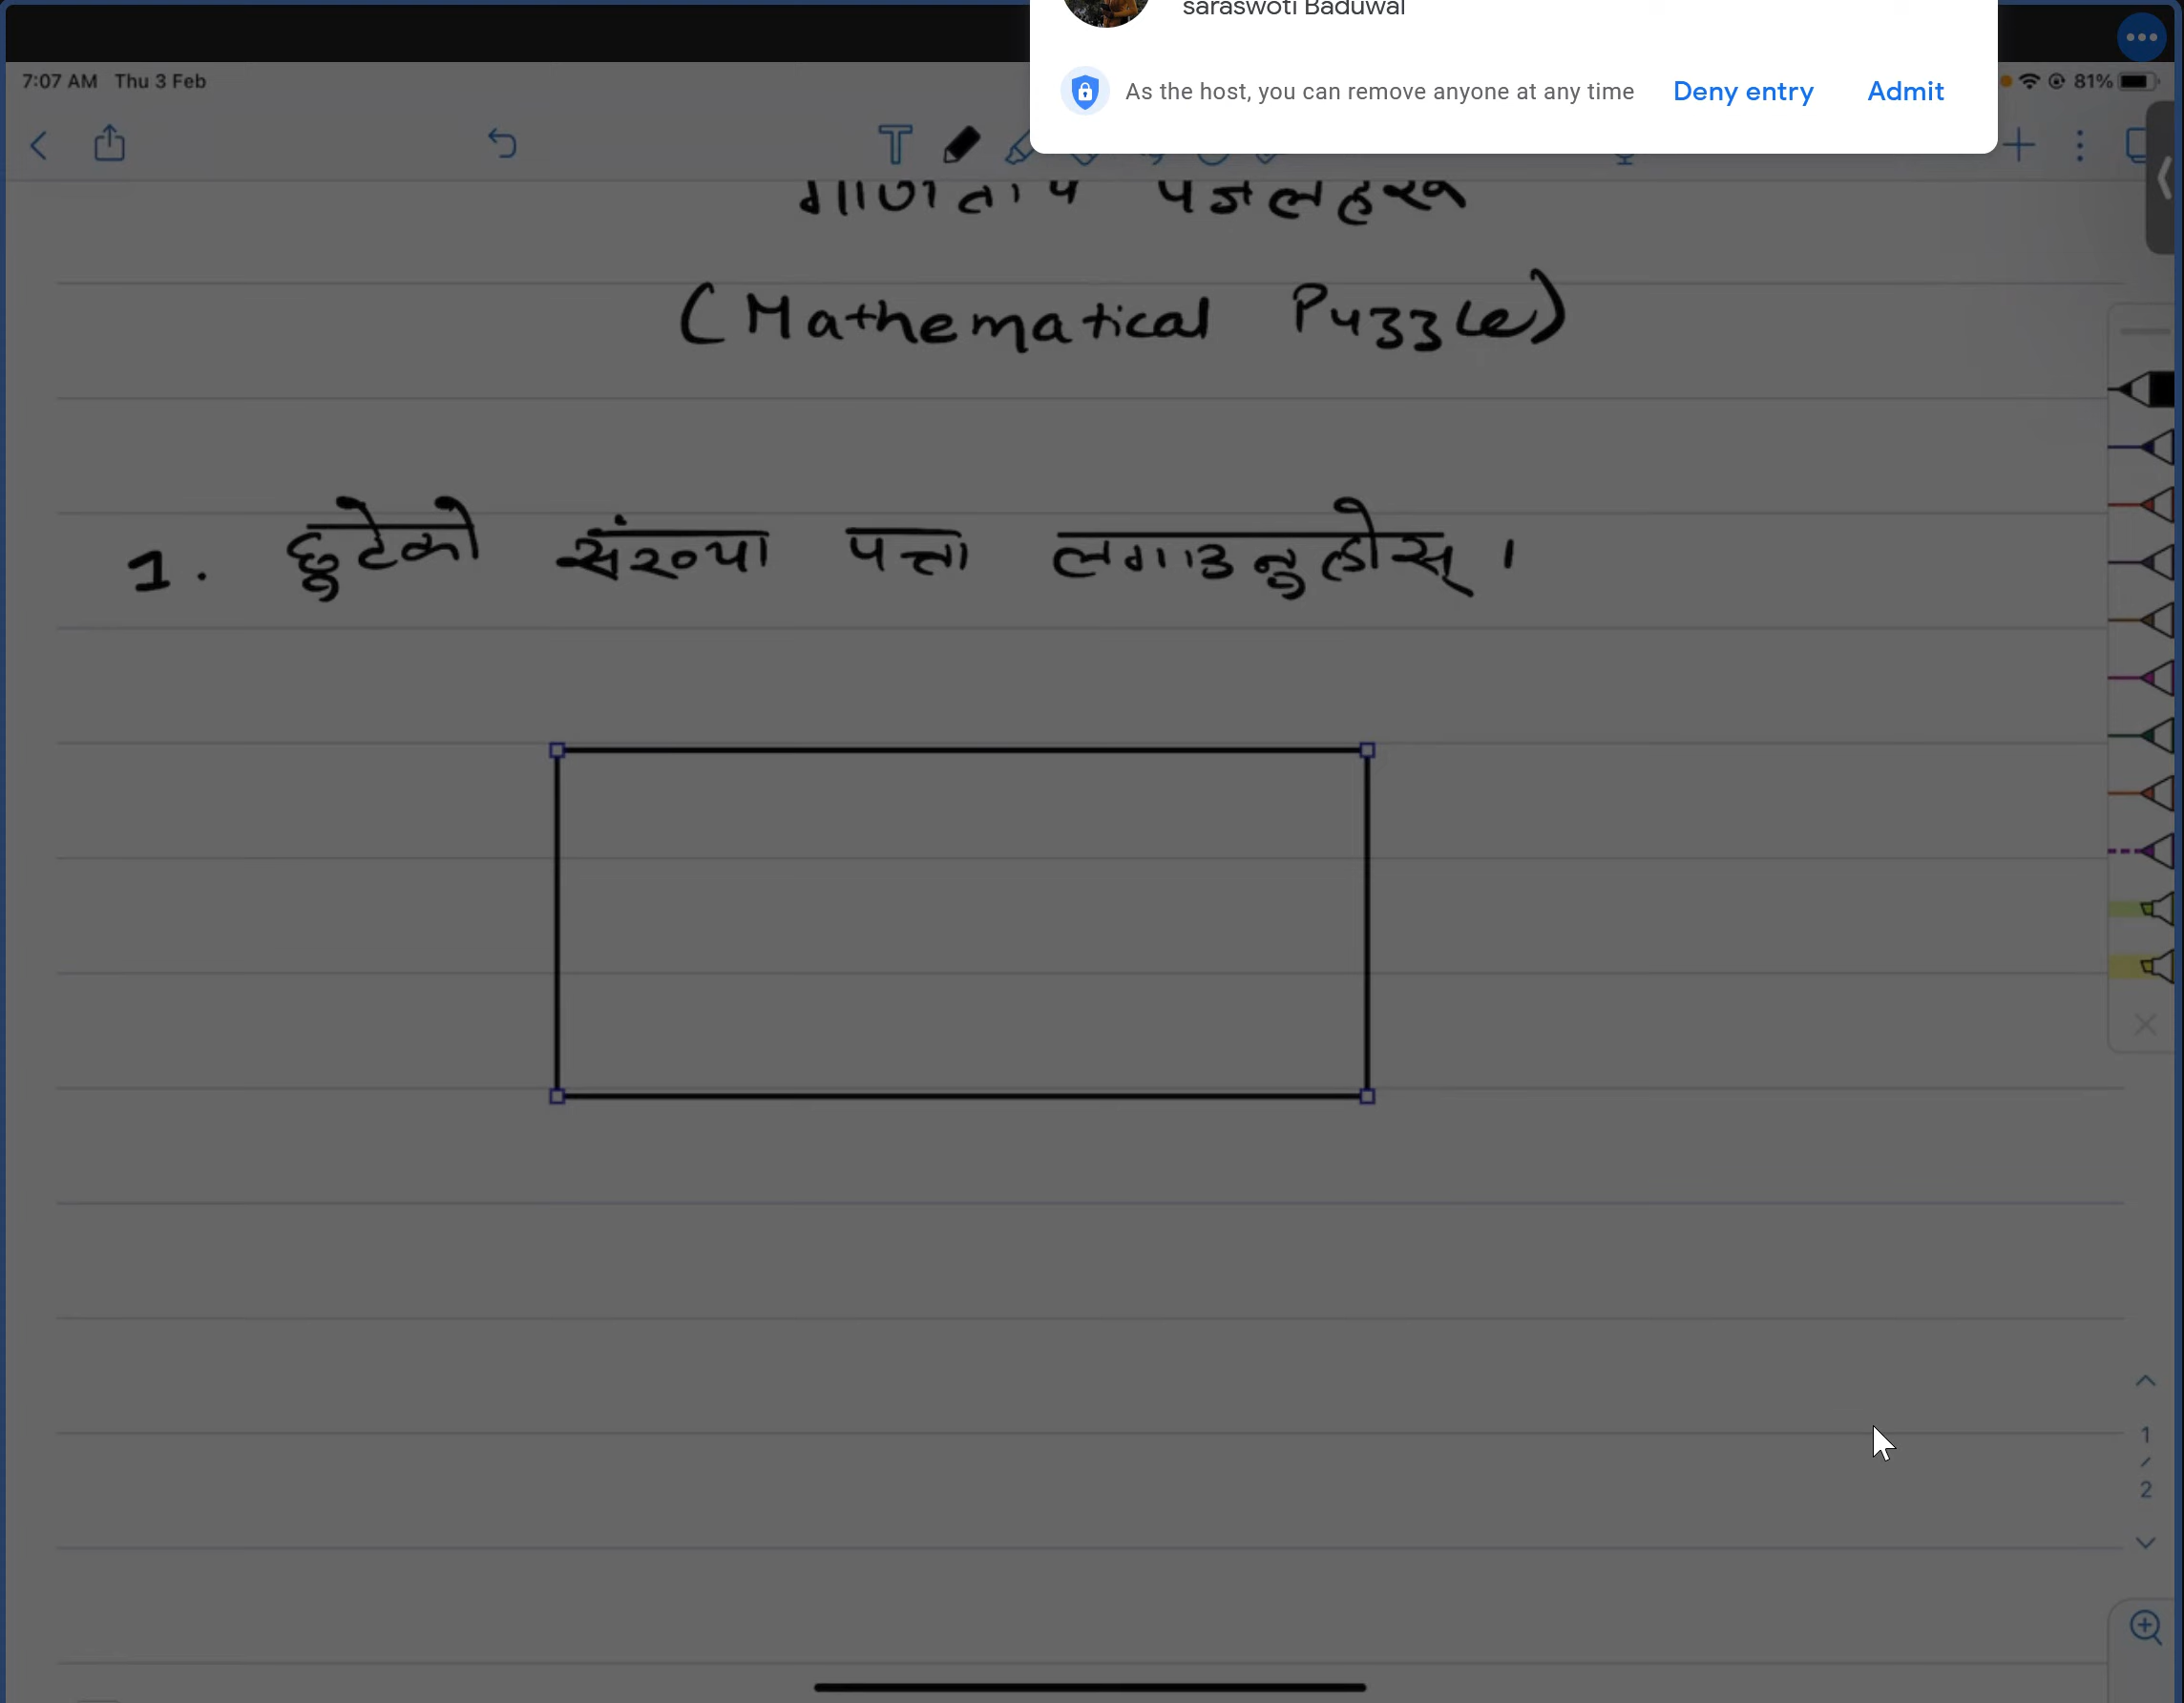 saraswoti Baduwal
As the host, you can remove anyone at any time Deny entry Admit
7:07 AM Thu 3 Feb 81%
(Mathematical Puzzle)
1. छुटेको संख्या पत्ता लगाउनुहोस् ।
1
/
2